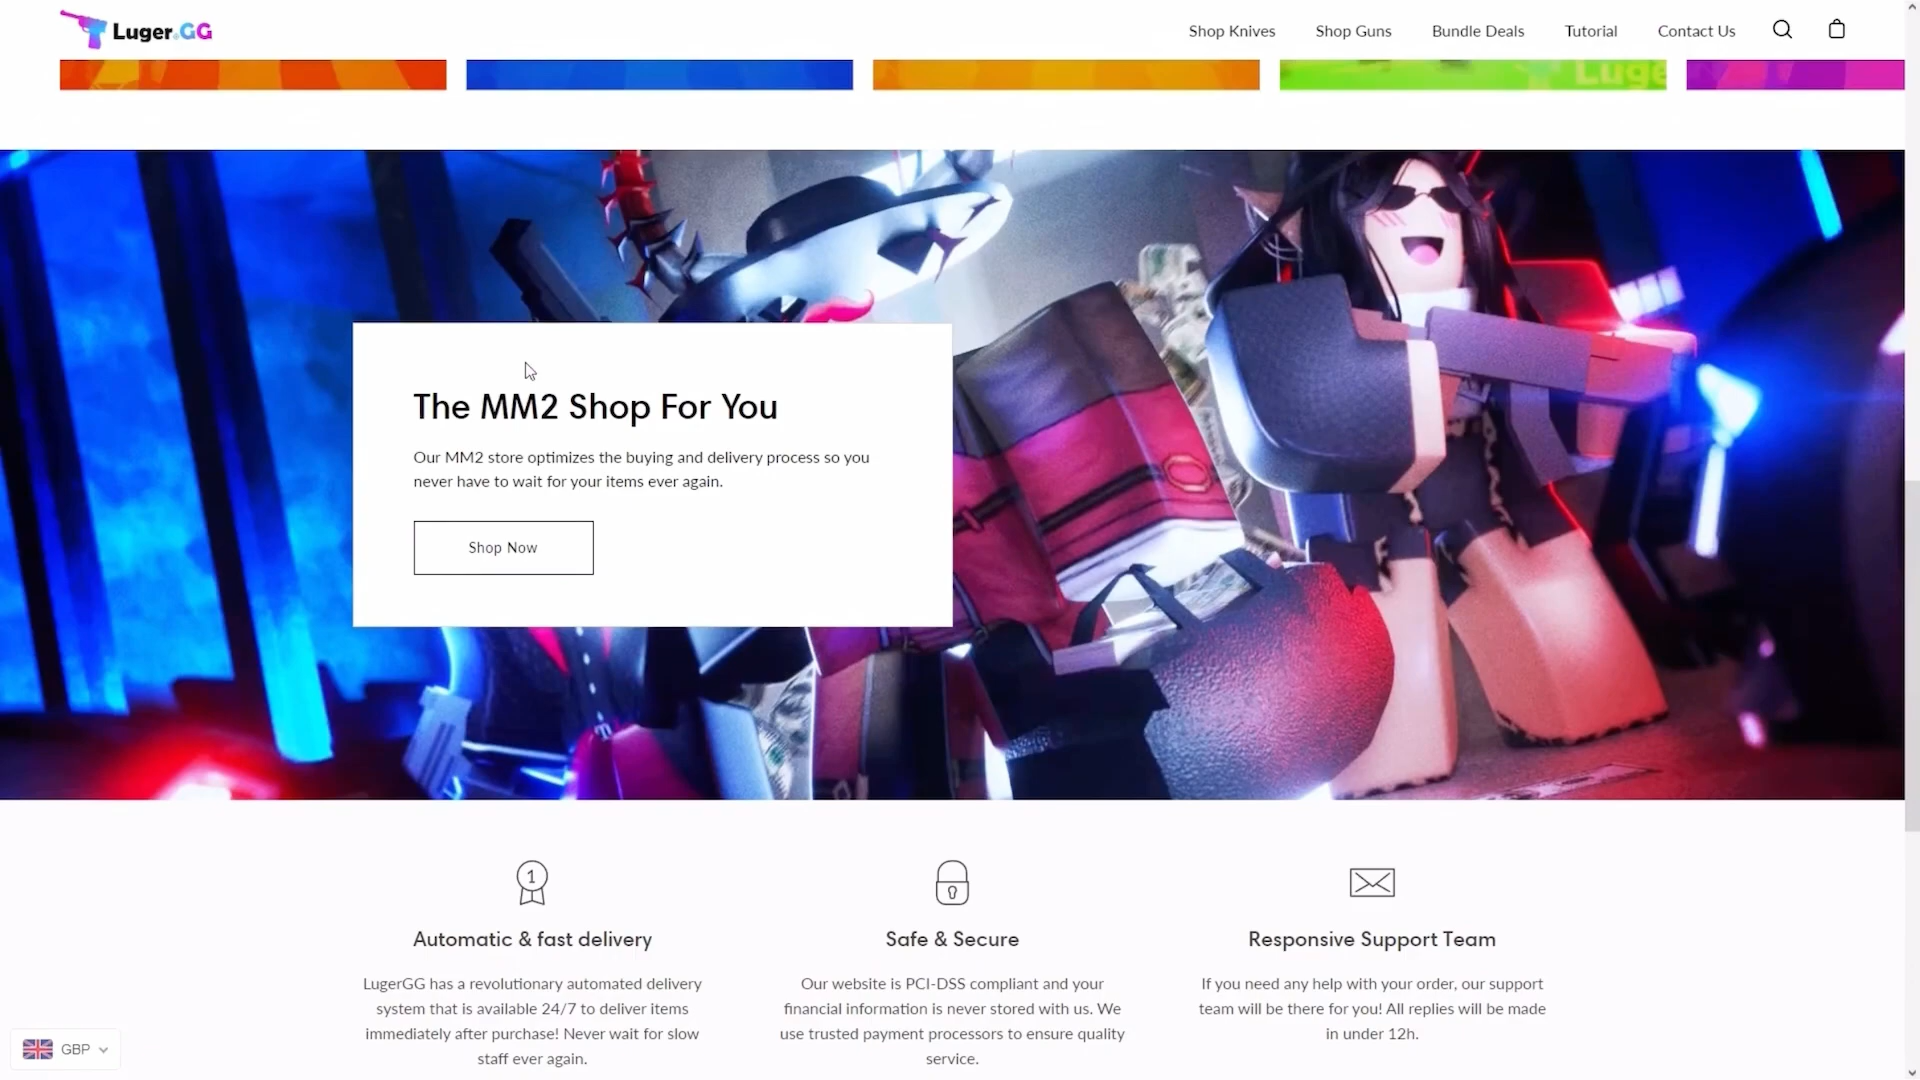 Luger.GG
Shop Knives
Shop Guns
Bundle Deals
Tutorial
Contact Us
Luge
The MM2 Shop For You
Our MM2 store optimizes the buying and delivery process so you
never have to wait for your items ever again.
Shop Now
1
Automatic & fast delivery
LugerGG has a revolutionary automated delivery
system that is available 24/7 to deliver items
immediately after purchase! Never wait for slow
staff ever again.
Safe & Secure
Our website is PCI-DSS compliant and your
financial information is never stored with us. We
use trusted payment processors to ensure quality
service.
Responsive Support Team
If you need any help with your order, our support
team will be there for you! All replies will be made
in under 12h.
GBP